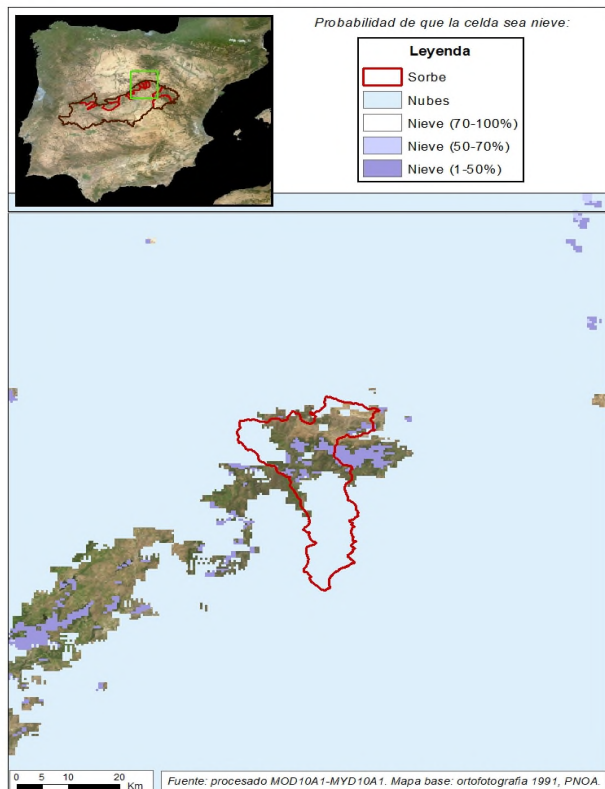 Probabilidad de que la celda sea nieve:
Leyenda
Sorbe
Nubes
Nieve (70-100%)
Nieve (50-70%)
Nieve (1-50%)
0 5 10 20
Km
Fuente: procesado MOD10A1-MYD10A1. Mapa base: ortofotografia 1991, PNOA.